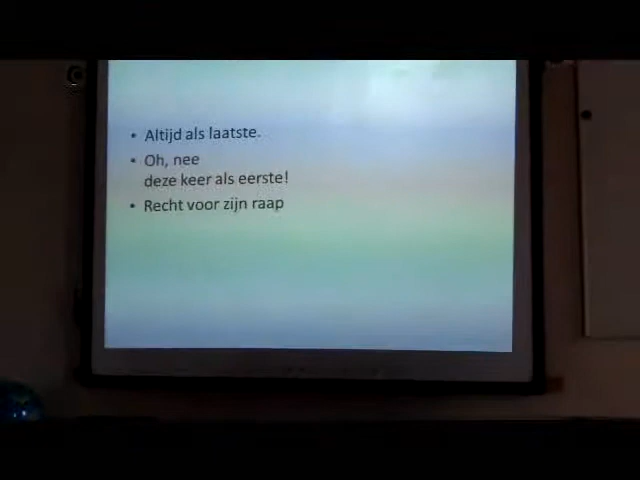 • Altijd als laatste.
• Oh, nee
deze keer als eerste!
• Recht voor zijn raap